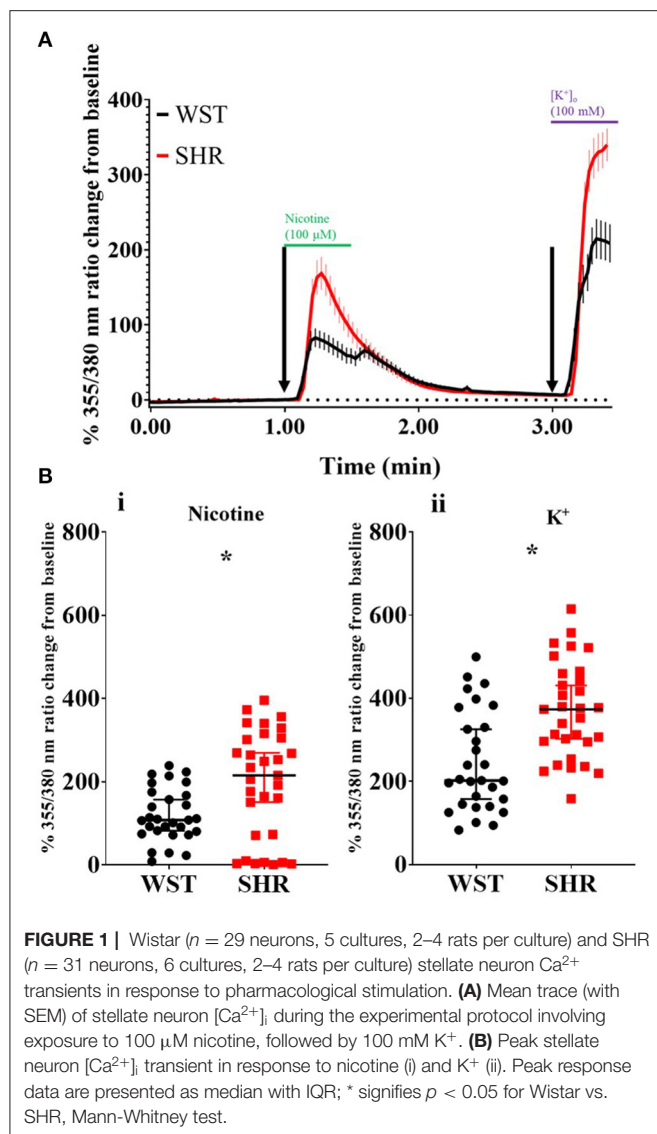 A
% 355/380 nm ratio change from baseline
400
300
200
100
0
WST
SHR
Nicotine
(100 µM)
[K⁺]ₒ
(100 mM)
0.00 1.00 2.00 3.00
Time (min)
B
i
Nicotine
% 355/380 nm ratio change from baseline
800
600
400
200
0
*
WST SHR
ii
K⁺
% 355/380 nm ratio change from baseline
800
600
400
200
0
*
WST SHR
FIGURE 1 | Wistar (n = 29 neurons, 5 cultures, 2–4 rats per culture) and SHR
(n = 31 neurons, 6 cultures, 2–4 rats per culture) stellate neuron Ca²⁺
transients in response to pharmacological stimulation. (A) Mean trace (with
SEM) of stellate neuron [Ca²⁺]ᵢ during the experimental protocol involving
exposure to 100 µM nicotine, followed by 100 mM K⁺. (B) Peak stellate
neuron [Ca²⁺]ᵢ transient in response to nicotine (i) and K⁺ (ii). Peak response
data are presented as median with IQR; * signifies p < 0.05 for Wistar vs.
SHR, Mann-Whitney test.